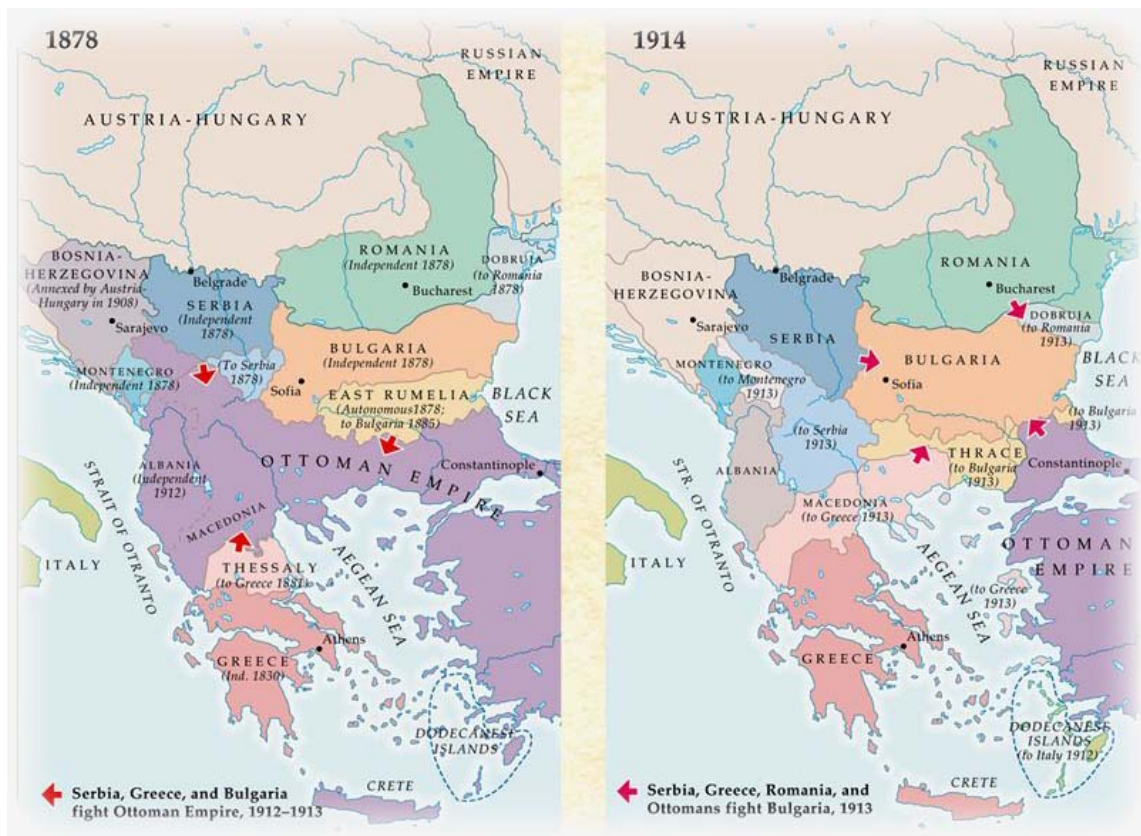 1878
RUSSIAN
EMPIRE
AUSTRIA-HUNGARY
BOSNIA-
HERZEGOVINA
(Annexed by Austria-
Hungary in 1908)
Sarajevo
Belgrade
SERBIA
(Independent
1878)
ROMANIA
(Independent 1878)
Bucharest
DOBRUJA
(to Romania
1878)
MONTENEGRO
(Independent 1878)
(To Serbia
1878)
BULGARIA
(Independent 1878)
Sofia
EAST RUMELIA
(Autonomous1878;
to Bulgaria 1885)
BLACK
SEA
OTTOMAN EMPIRE
Constantinople
ALBANIA
(Independent
1912)
MACEDONIA
STRAIT OF OTRANTO
ITALY
THESSALY
(to Greece 1881)
AEGEAN SEA
Athens
GREECE
(Ind. 1830)
DODECANESE
ISLANDS
CRETE
Serbia, Greece, and Bulgaria
fight Ottoman Empire, 1912–1913
1914
RUSSIAN
EMPIRE
AUSTRIA-HUNGARY
BOSNIA-
HERZEGOVINA
Sarajevo
Belgrade
SERBIA
ROMANIA
Bucharest
DOBRUJA
(to Romania
1913)
MONTENEGRO
(to Montenegro
1913)
BULGARIA
Sofia
BLACK
SEA
(to Serbia
1913)
(to Bulgaria
1913)
THRACE
(to Bulgaria
1913)
Constantinople
ALBANIA
MACEDONIA
(to Greece 1913)
STR. OF OTRANTO
ITALY
OTTOMAN
EMPIRE
AEGEAN SEA
(to Greece
1913)
Athens
GREECE
DODECANESE
ISLANDS
(to Italy 1912)
CRETE
Serbia, Greece, Romania, and
Ottomans fight Bulgaria, 1913